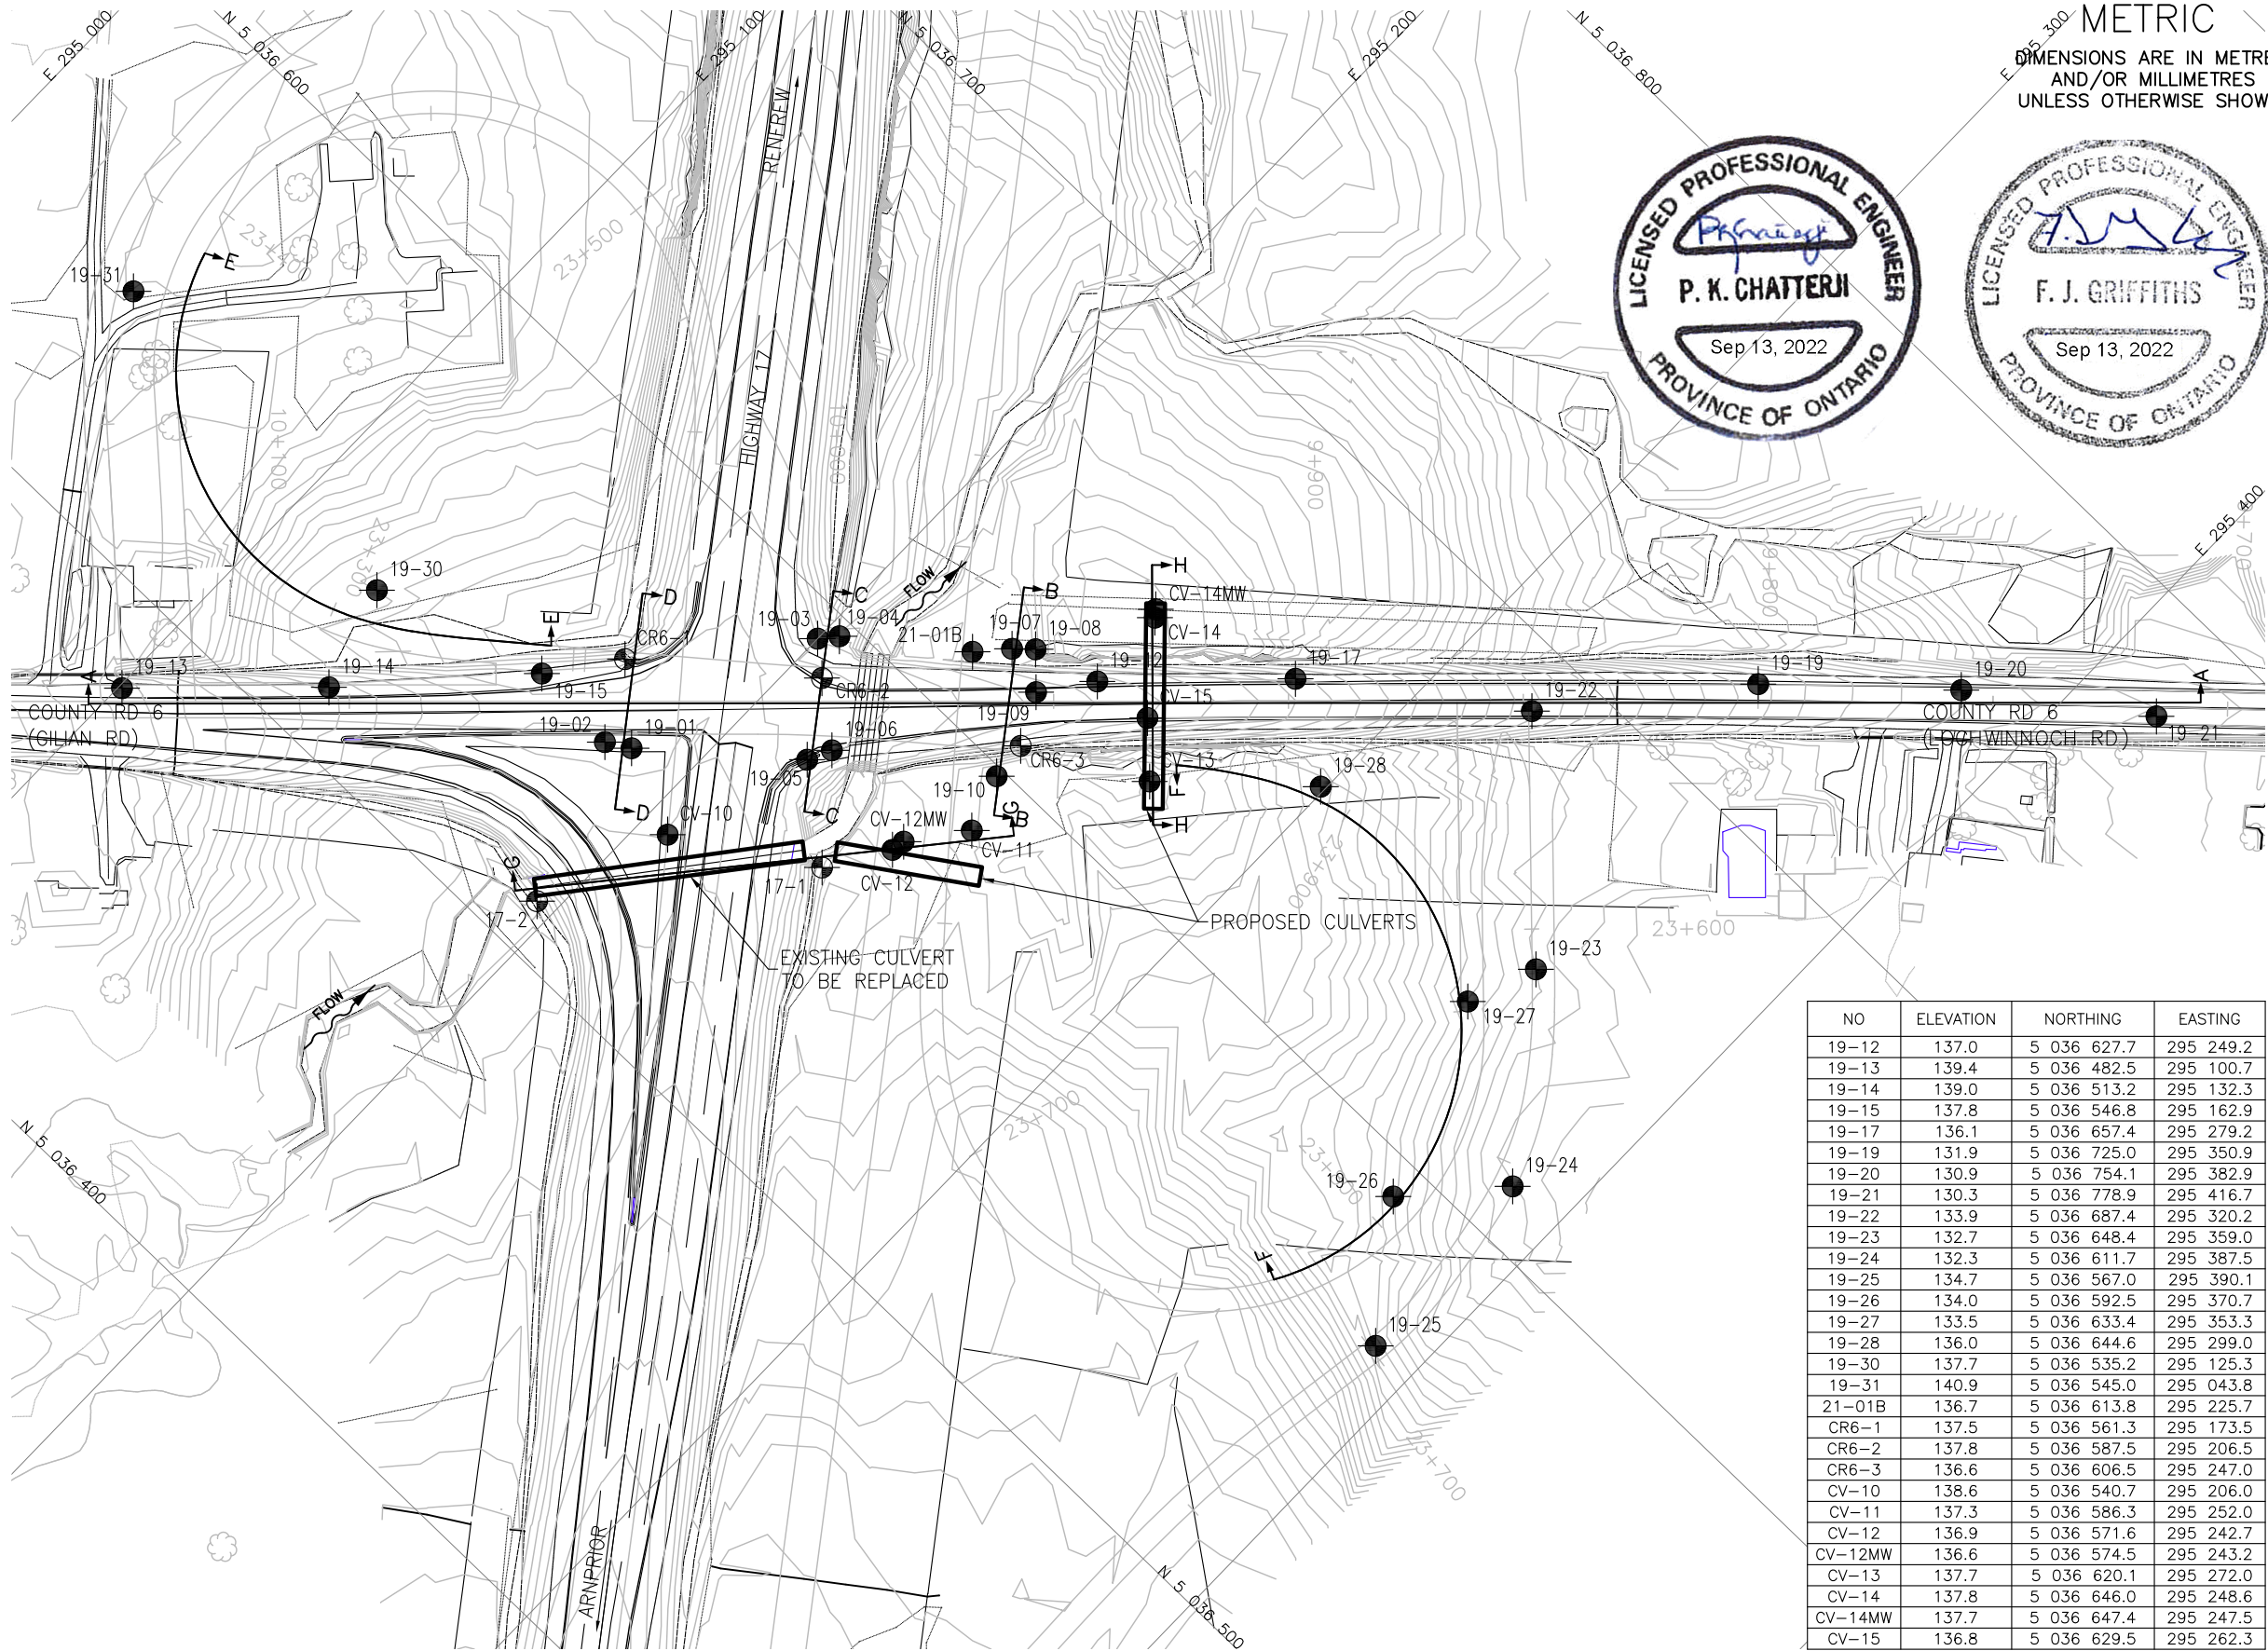 METRIC
DIMENSIONS ARE IN METRE
AND/OR MILLIMETRES
UNLESS OTHERWISE SHOW
E 295 000
N 5 036 600
E 295 100
N 5 036 700
E 295 200
N 5 036 800
E 295 300
E 295 400
LICENSED PROFESSIONAL ENGINEER
P. K. CHATTERJI
Sep 13, 2022
PROVINCE OF ONTARIO
LICENSED PROFESSIONAL ENGINEER
F. J. GRIFFITHS
Sep 13, 2022
PROVINCE OF ONTARIO
RENFREW
HIGHWAY 17
23+500
10+100
10+000
9+900
9+800
E
19-31
19-30
E
D
C
FLOW
B
H
CV-14MW
CV-14
19-03
19-04
21-01B
19-07
19-08
CR6-1
19-13
19-14
19-15
A
CR6-2
19-12
19-17
19-19
19-20
A
CV-15
19-22
19-09
COUNTY RD 6
(GILIAN RD)
COUNTY RD 6
(LOCHWINNOCH RD)
19-21
19-02
19-01
19-06
19-05
CR6-3
CV-13
19-10
19-28
F
D
C
B
G
H
CV-10
CV-12MW
CV-11
G
17-1
CV-12
17-2
23+900
PROPOSED CULVERTS
23+600
EXISTING CULVERT
TO BE REPLACED
19-23
FLOW
19-27
23+700
19-24
19-26
F
19-25
23+700
N 5 036 400
N 5 036 500
ARNPRIOR
NO ELEVATION NORTHING EASTING
19-12 137.0 5 036 627.7 295 249.2
19-13 139.4 5 036 482.5 295 100.7
19-14 139.0 5 036 513.2 295 132.3
19-15 137.8 5 036 546.8 295 162.9
19-17 136.1 5 036 657.4 295 279.2
19-19 131.9 5 036 725.0 295 350.9
19-20 130.9 5 036 754.1 295 382.9
19-21 130.3 5 036 778.9 295 416.7
19-22 133.9 5 036 687.4 295 320.2
19-23 132.7 5 036 648.4 295 359.0
19-24 132.3 5 036 611.7 295 387.5
19-25 134.7 5 036 567.0 295 390.1
19-26 134.0 5 036 592.5 295 370.7
19-27 133.5 5 036 633.4 295 353.3
19-28 136.0 5 036 644.6 295 299.0
19-30 137.7 5 036 535.2 295 125.3
19-31 140.9 5 036 545.0 295 043.8
21-01B 136.7 5 036 613.8 295 225.7
CR6-1 137.5 5 036 561.3 295 173.5
CR6-2 137.8 5 036 587.5 295 206.5
CR6-3 136.6 5 036 606.5 295 247.0
CV-10 138.6 5 036 540.7 295 206.0
CV-11 137.3 5 036 586.3 295 252.0
CV-12 136.9 5 036 571.6 295 242.7
CV-12MW 136.6 5 036 574.5 295 243.2
CV-13 137.7 5 036 620.1 295 272.0
CV-14 137.8 5 036 646.0 295 248.6
CV-14MW 137.7 5 036 647.4 295 247.5
CV-15 136.8 5 036 629.5 295 262.3